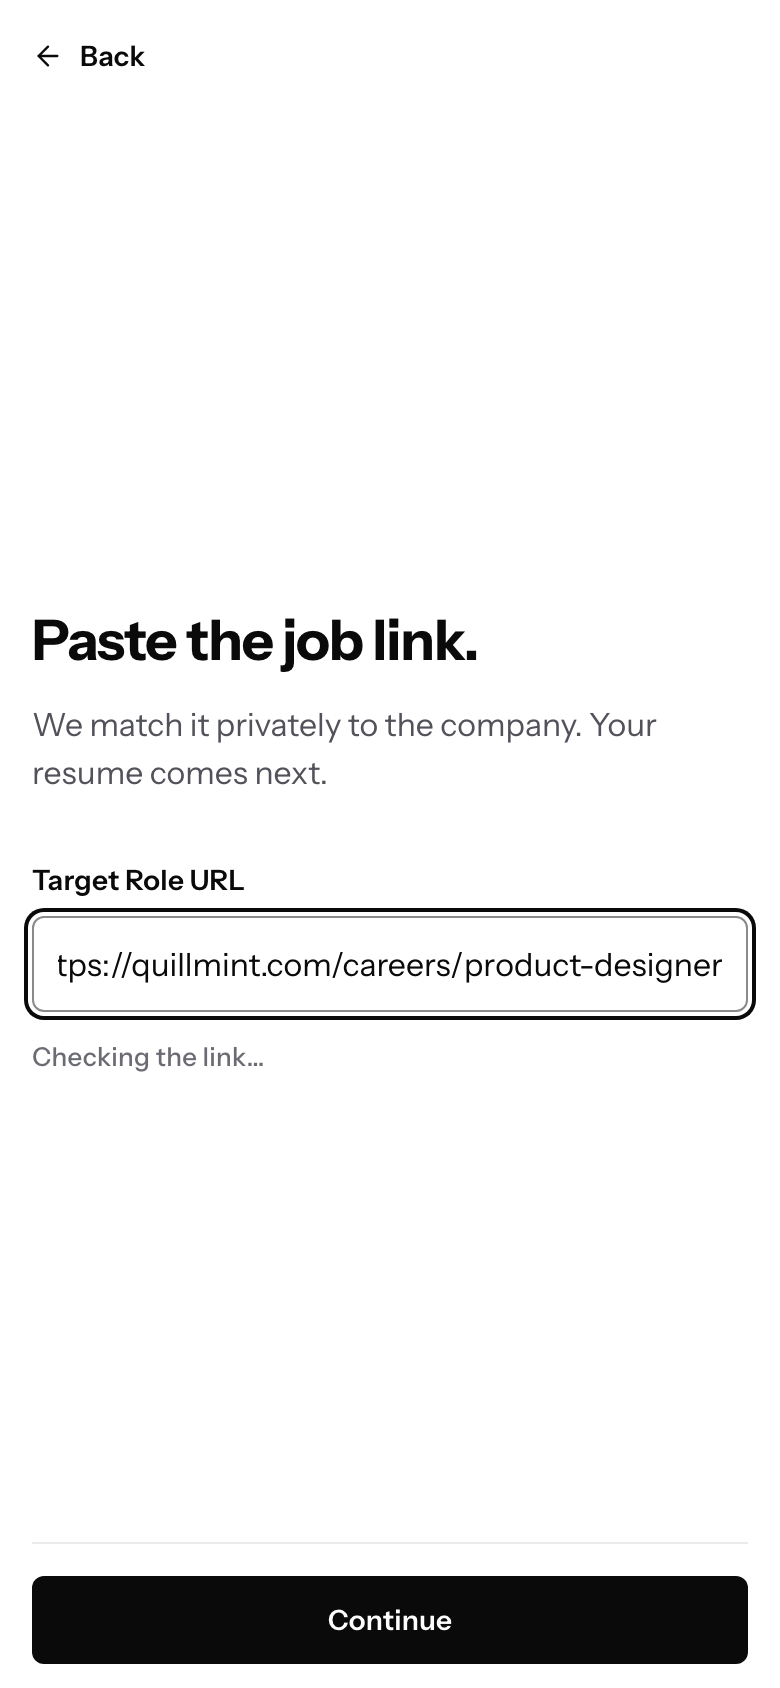 Back
Paste the job link.
We match it privately to the company. Your
resume comes next.
Target Role URL
tps://quillmint.com/careers/product-designer
Checking the link...
Continue